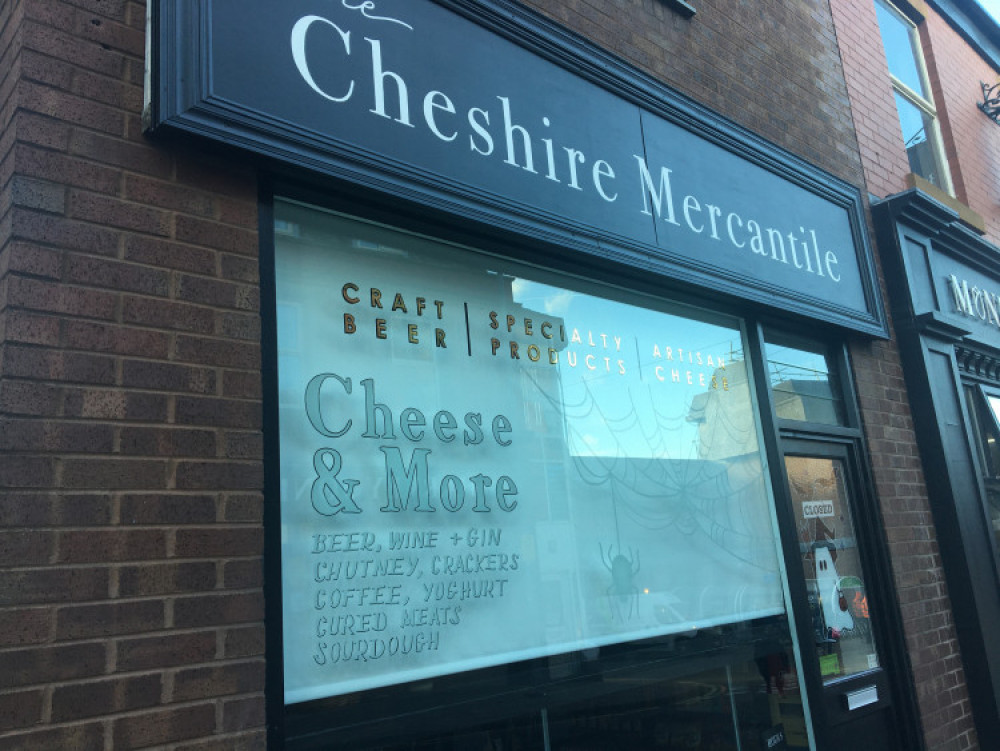 Cheshire Mercantile
CRAFT BEER
SPECIALTY PRODUCTS
ARTISAN CHEESE
Cheese
& More
BEER, WINE + GIN
CHUTNEY, CRACKERS
COFFEE, YOGHURT
CURED MEATS
SOURDOUGH
CLOSED